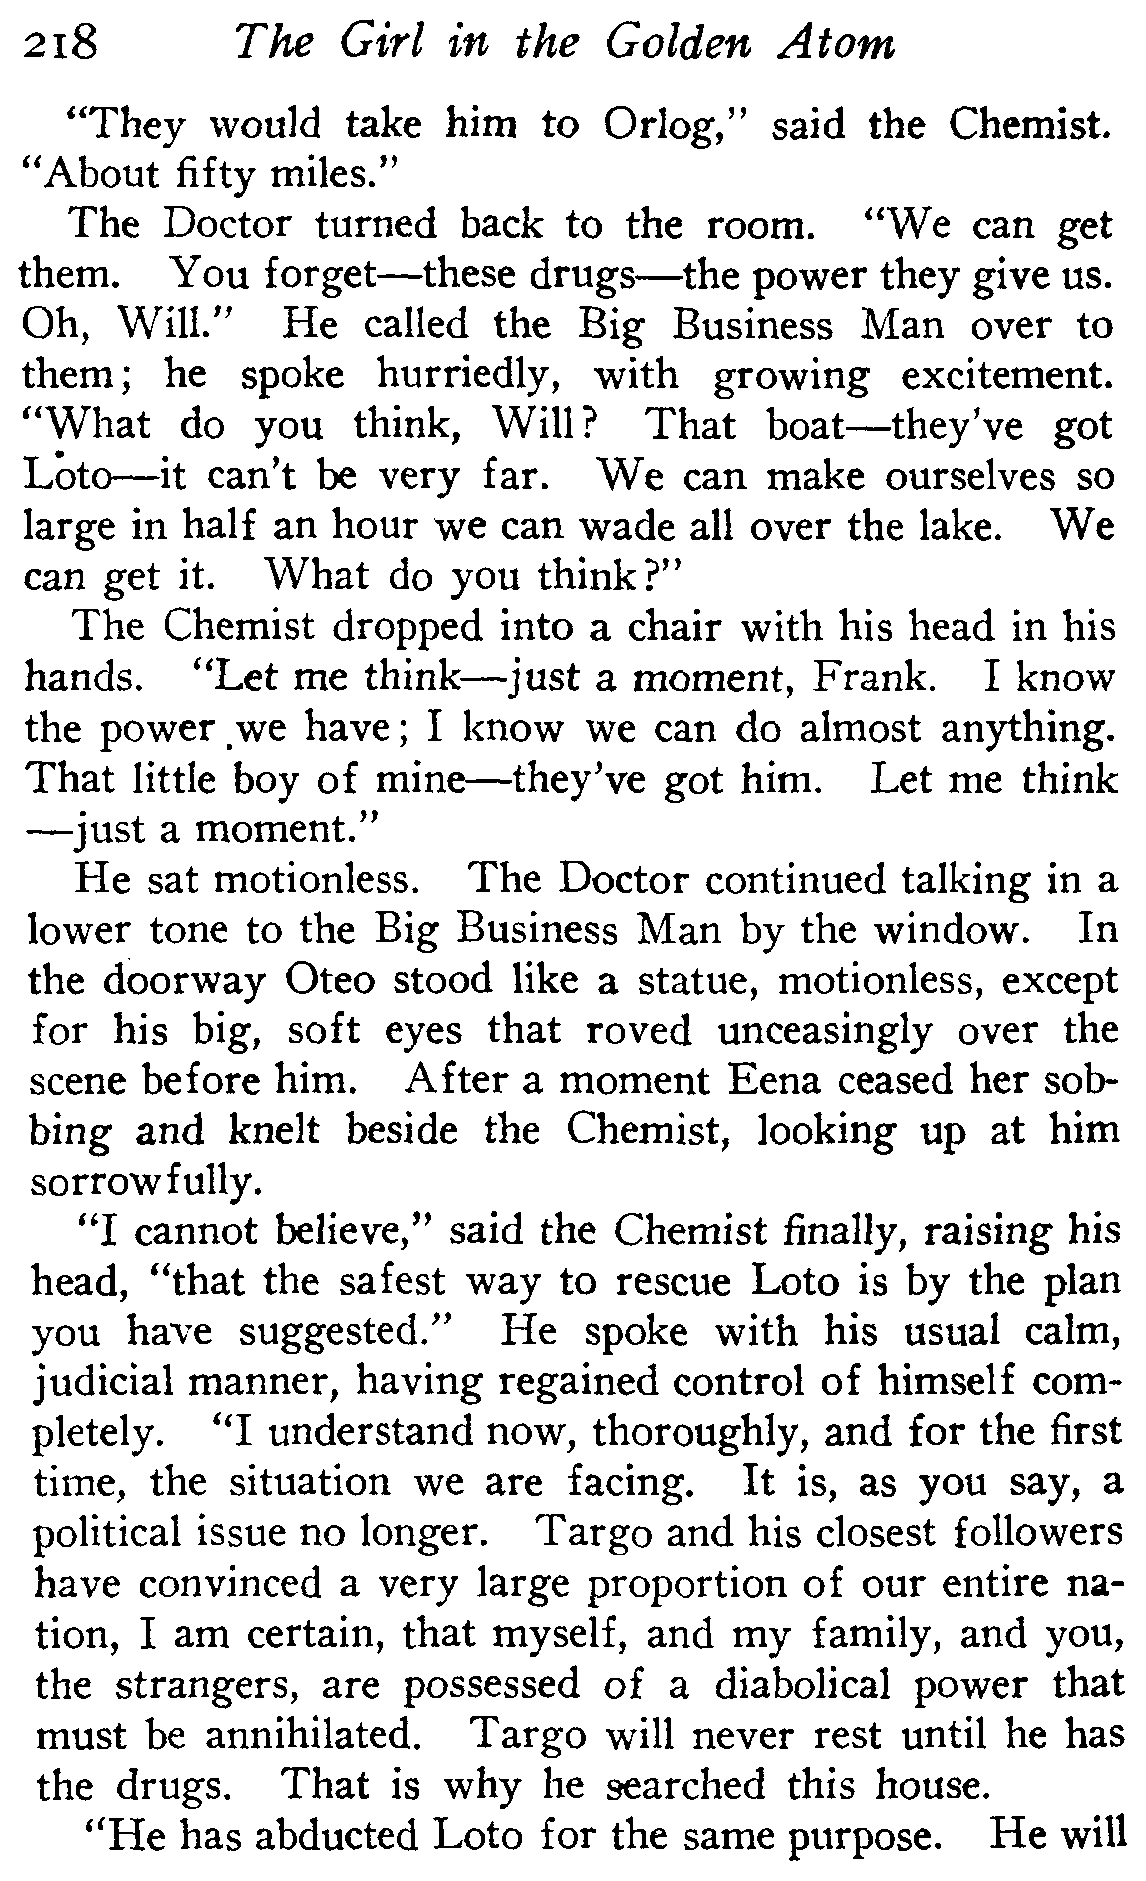 218 The Girl in the Golden Atom
“They would take him to Orlog,” said the Chemist.
“About fifty miles.”
The Doctor turned back to the room. “We can get
them. You forget—these drugs—the power they give us.
Oh, Will.” He called the Big Business Man over to
them; he spoke hurriedly, with growing excitement.
“What do you think, Will? That boat—they’ve got
Loto—it can’t be very far. We can make ourselves so
large in half an hour we can wade all over the lake. We
can get it. What do you think?”
The Chemist dropped into a chair with his head in his
hands. “Let me think—just a moment, Frank. I know
the power we have; I know we can do almost anything.
That little boy of mine—they’ve got him. Let me think
—just a moment.”
He sat motionless. The Doctor continued talking in a
lower tone to the Big Business Man by the window. In
the doorway Oteo stood like a statue, motionless, except
for his big, soft eyes that roved unceasingly over the
scene before him. After a moment Eena ceased her sob-
bing and knelt beside the Chemist, looking up at him
sorrowfully.
“I cannot believe,” said the Chemist finally, raising his
head, “that the safest way to rescue Loto is by the plan
you have suggested.” He spoke with his usual calm,
judicial manner, having regained control of himself com-
pletely. “I understand now, thoroughly, and for the first
time, the situation we are facing. It is, as you say, a
political issue no longer. Targo and his closest followers
have convinced a very large proportion of our entire na-
tion, I am certain, that myself, and my family, and you,
the strangers, are possessed of a diabolical power that
must be annihilated. Targo will never rest until he has
the drugs. That is why he searched this house.
“He has abducted Loto for the same purpose. He will